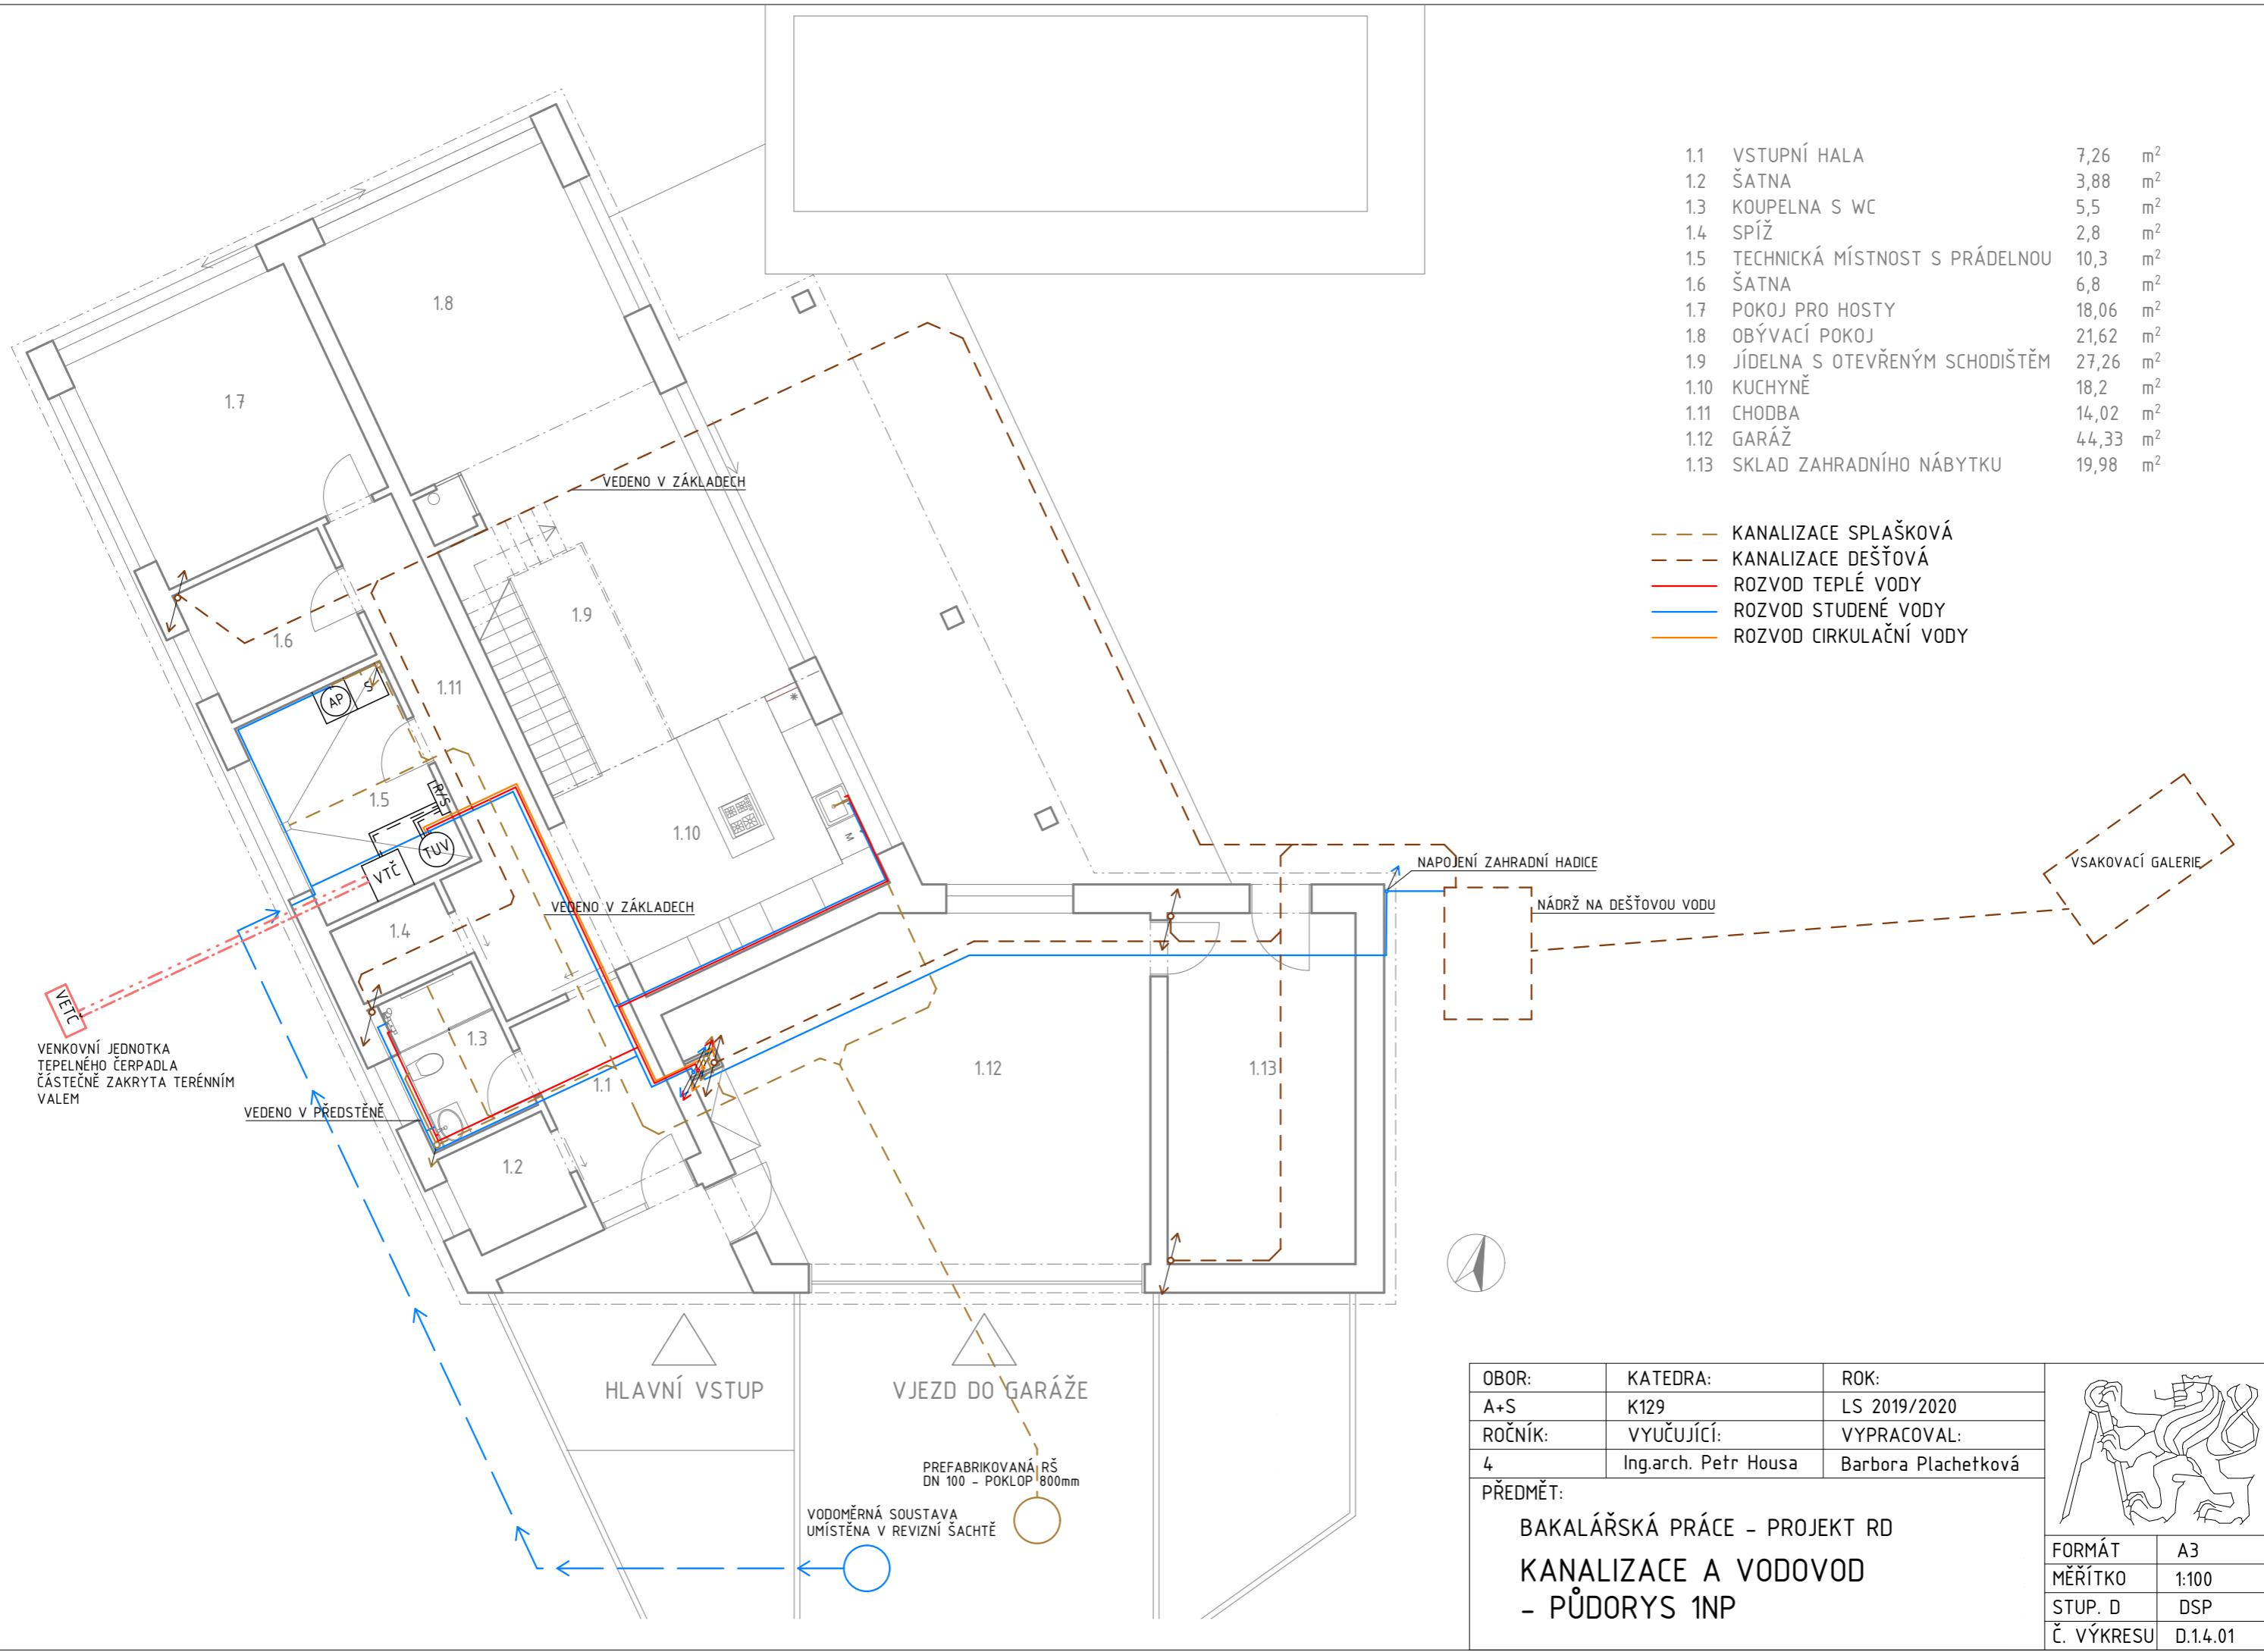 1.1 VSTUPNÍ HALA 7,26 m²
1.2 ŠATNA 3,88 m²
1.3 KOUPELNA S WC 5,5 m²
1.4 SPÍŽ 2,8 m²
1.5 TECHNICKÁ MÍSTNOST S PRÁDELNOU 10,3 m²
1.6 ŠATNA 6,8 m²
1.7 POKOJ PRO HOSTY 18,06 m²
1.8 OBÝVACÍ POKOJ 21,62 m²
1.9 JÍDELNA S OTEVŘENÝM SCHODIŠTĚM 27,26 m²
1.10 KUCHYNĚ 18,2 m²
1.11 CHODBA 14,02 m²
1.12 GARÁŽ 44,33 m²
1.13 SKLAD ZAHRADNÍHO NÁBYTKU 19,98 m²
KANALIZACE SPLAŠKOVÁ
KANALIZACE DEŠŤOVÁ
ROZVOD TEPLÉ VODY
ROZVOD STUDENÉ VODY
ROZVOD CIRKULAČNÍ VODY
1.8
1.7
VEDENO V ZÁKLADECH
1.9
1.6
1.11
AP
S
1.5
R/S
TUV
VTČ
1.10
M
VEDENO V ZÁKLADECH
1.4
NAPOJENÍ ZAHRADNÍ HADICE
VSAKOVACÍ GALERIE
NÁDRŽ NA DEŠŤOVOU VODU
VETČ
VENKOVNÍ JEDNOTKA
TEPELNÉHO ČERPADLA
ČÁSTEČNĚ ZAKRYTA TERÉNNÍM
VALEM
1.3
1.1
1.12
1.13
VEDENO V PŘEDSTĚNĚ
1.2
HLAVNÍ VSTUP
VJEZD DO GARÁŽE
PREFABRIKOVANÁ RŠ
DN 100 - POKLOP 800mm
VODOMĚRNÁ SOUSTAVA
UMÍSTĚNA V REVIZNÍ ŠACHTĚ
OBOR: KATEDRA: ROK:
A+S K129 LS 2019/2020
ROČNÍK: VYUČUJÍCÍ: VYPRACOVAL:
4 Ing.arch. Petr Housa Barbora Plachetková
PŘEDMĚT:
BAKALÁŘSKÁ PRÁCE - PROJEKT RD
KANALIZACE A VODOVOD
- PŮDORYS 1NP
FORMÁT A3
MĚŘÍTKO 1:100
STUP. D DSP
Č. VÝKRESU D.1.4.01